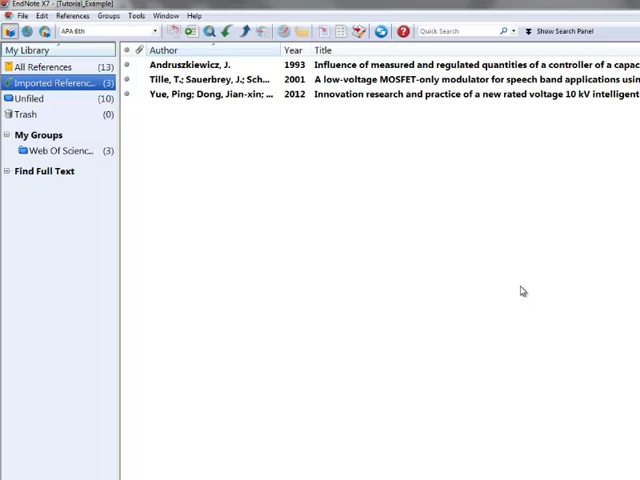 EndNote X7 - [Tutorial_Example]
File Edit References Groups Tools Window Help
APA 6th Quick Search Show Search Panel
My Library Author Year Title
All References (13) Andruszkiewicz, J. 1993 Influence of measured and regulated quantities of a controller of a capac
Imported Referenc... (3) Tille, T.; Sauerbrey, J.; Sch... 2001 A low-voltage MOSFET-only modulator for speech band applications usin
Unfiled (10) Yue, Ping; Dong, Jian-xin; ... 2012 Innovation research and practice of a new rated voltage 10 kV intelligent
Trash (0)
My Groups
Web Of Scienc... (3)
Find Full Text